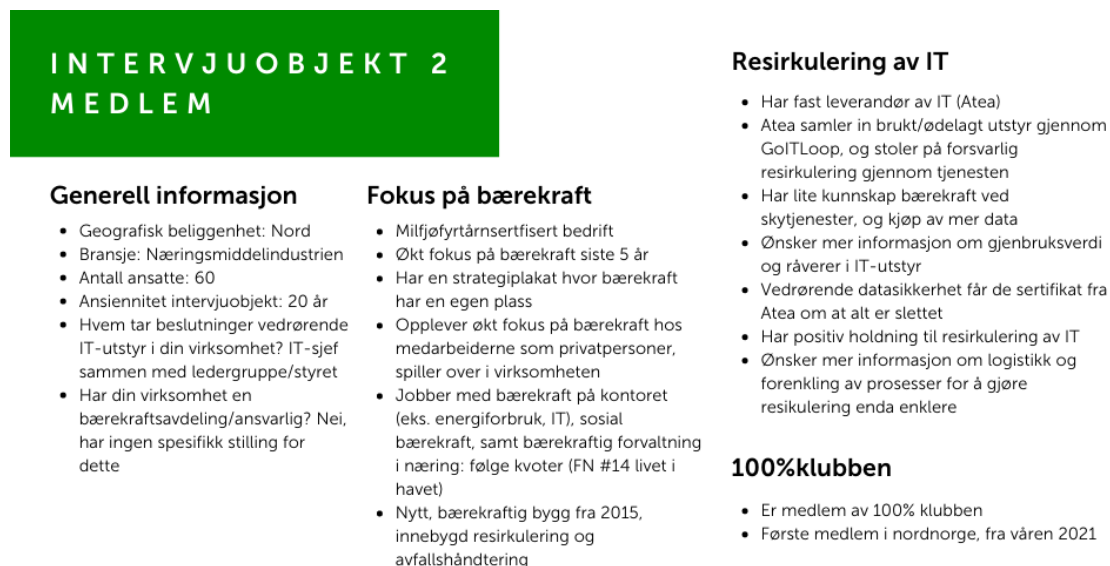 INTERVJUOBJEKT 2
MEDLEM
Generell informasjon
• Geografisk beliggenhet: Nord
• Bransje: Næringsmiddelindustrien
• Antall ansatte: 60
• Ansiennitet intervjuobjekt: 20 år
• Hvem tar beslutninger vedrørende
IT-utstyr i din virksomhet? IT-sjef
sammen med ledergruppe/styret
• Har din virksomhet en
bærekraftsavdeling/ansvarlig? Nei,
har ingen spesifikk stilling for
dette
Fokus på bærekraft
• Milfjøfyrtårnsertfisert bedrift
• Økt fokus på bærekraft siste 5 år
• Har en strategiplakat hvor bærekraft
har en egen plass
• Opplever økt fokus på bærekraft hos
medarbeiderne som privatpersoner,
spiller over i virksomheten
• Jobber med bærekraft på kontoret
(eks. energiforbruk, IT), sosial
bærekraft, samt bærekraftig forvaltning
i næring: følge kvoter (FN #14 livet i
havet)
• Nytt, bærekraftig bygg fra 2015,
innebygd resirkulering og
avfallshåndtering
Resirkulering av IT
• Har fast leverandør av IT (Atea)
• Atea samler in brukt/ødelagt utstyr gjennom
GoITLoop, og stoler på forsvarlig
resirkulering gjennom tjenesten
• Har lite kunnskap bærekraft ved
skytjenester, og kjøp av mer data
• Ønsker mer informasjon om gjenbruksverdi
og råverer i IT-utstyr
• Vedrørende datasikkerhet får de sertifikat fra
Atea om at alt er slettet
• Har positiv holdning til resirkulering av IT
• Ønsker mer informasjon om logistikk og
forenkling av prosesser for å gjøre
resikulering enda enklere
100%klubben
• Er medlem av 100% klubben
• Første medlem i nordnorge, fra våren 2021